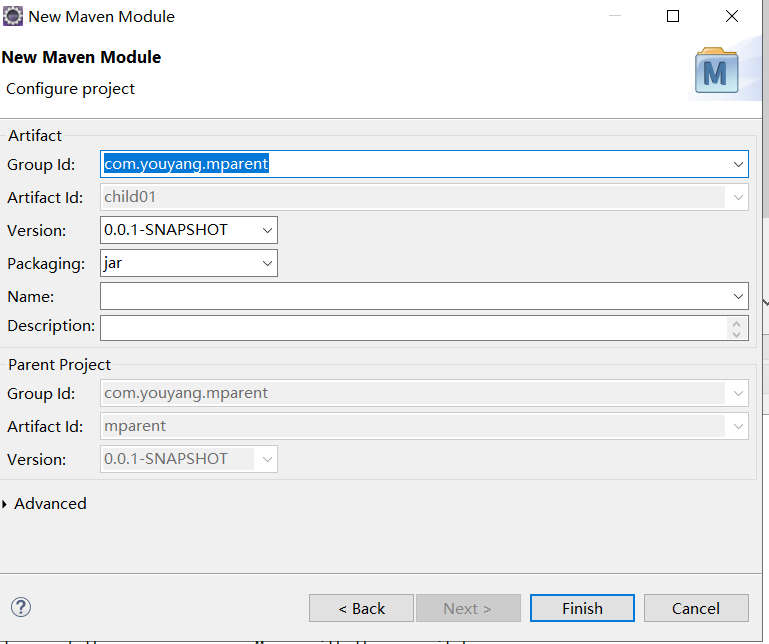 New Maven Module
New Maven Module
Configure project
M
Artifact
Group Id: com.youyang.mparent
Artifact Id: child01
Version: 0.0.1-SNAPSHOT
Packaging: jar
Name:
Description:
Parent Project
Group Id: com.youyang.mparent
Artifact Id: mparent
Version: 0.0.1-SNAPSHOT
Advanced
? < Back Next > Finish Cancel